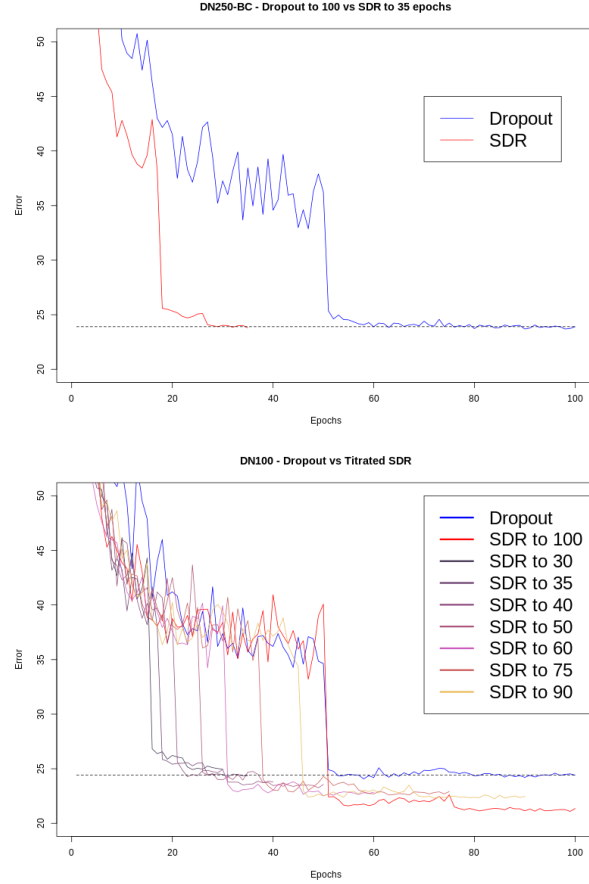 DN250-BC - Dropout to 100 vs SDR to 35 epochs
50
45
40
35
30
25
20
Error
Dropout
SDR
0 20 40 60 80 100
Epochs
DN100 - Dropout vs Titrated SDR
50
45
40
35
30
25
20
Error
Dropout
SDR to 100
SDR to 30
SDR to 35
SDR to 40
SDR to 50
SDR to 60
SDR to 75
SDR to 90
0 20 40 60 80 100
Epochs